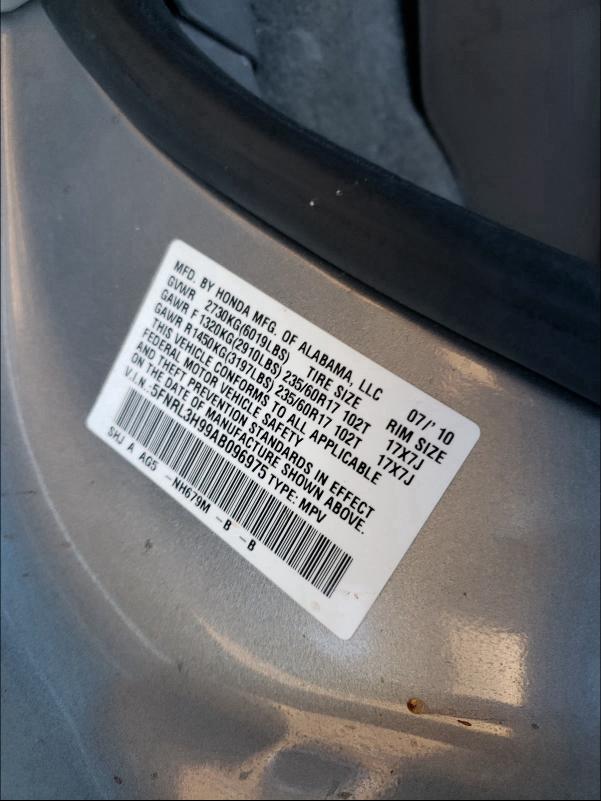 MFD. BY HONDA MFG. OF ALABAMA, LLC 07/'10
GVWR 2730KG(6019LBS) TIRE SIZE RIM SIZE
GAWR F 1320KG(2910LBS) 235/60R17 102T 17X7J
GAWR R 1450KG(3197LBS) 235/60R17 102T 17X7J
THIS VEHICLE CONFORMS TO ALL APPLICABLE
FEDERAL MOTOR VEHICLE SAFETY
AND THEFT PREVENTION STANDARDS IN EFFECT
ON THE DATE OF MANUFACTURE SHOWN ABOVE.
V.I.N.:5FNRL3H99AB096975 TYPE: MPV
SHJ A AG5 -NH679M -B -B